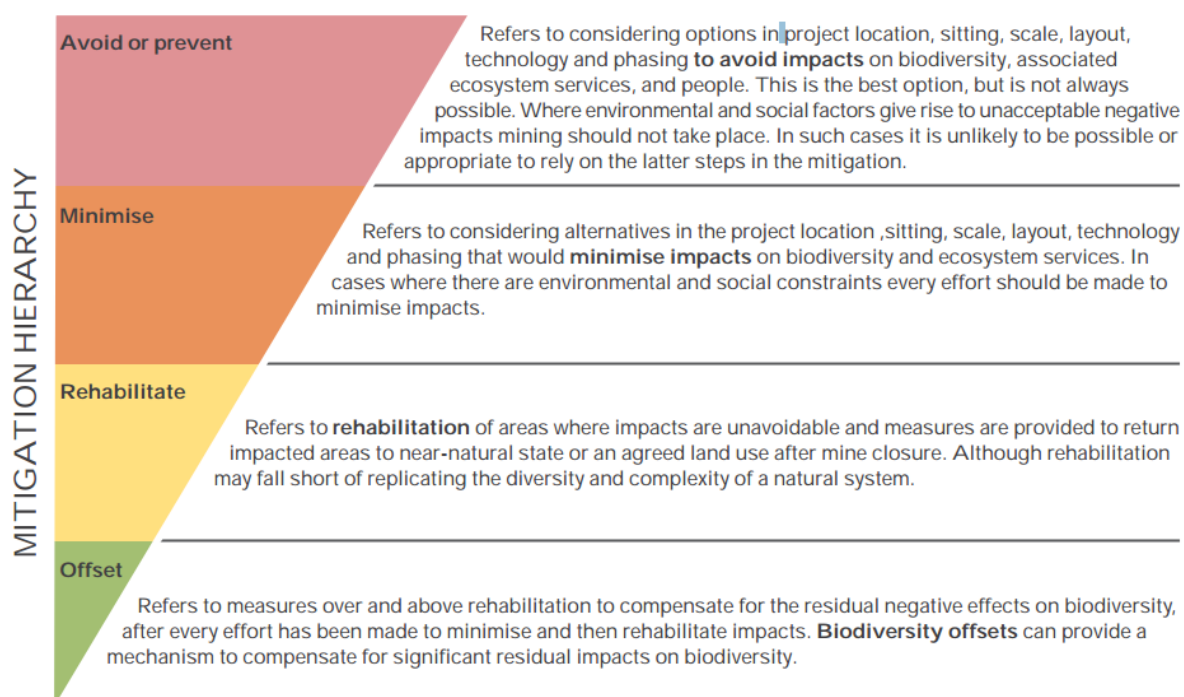 MITIGATION HIERARCHY
Avoid or prevent
Refers to considering options in project location, sitting, scale, layout,
technology and phasing to avoid impacts on biodiversity, associated
ecosystem services, and people. This is the best option, but is not always
possible. Where environmental and social factors give rise to unacceptable negative
impacts mining should not take place. In such cases it is unlikely to be possible or
appropriate to rely on the latter steps in the mitigation.
Minimise
Refers to considering alternatives in the project location ,sitting, scale, layout, technology
and phasing that would minimise impacts on biodiversity and ecosystem services. In
cases where there are environmental and social constraints every effort should be made to
minimise impacts.
Rehabilitate
Refers to rehabilitation of areas where impacts are unavoidable and measures are provided to return
impacted areas to near-natural state or an agreed land use after mine closure. Although rehabilitation
may fall short of replicating the diversity and complexity of a natural system.
Offset
Refers to measures over and above rehabilitation to compensate for the residual negative effects on biodiversity,
after every effort has been made to minimise and then rehabilitate impacts. Biodiversity offsets can provide a
mechanism to compensate for significant residual impacts on biodiversity.